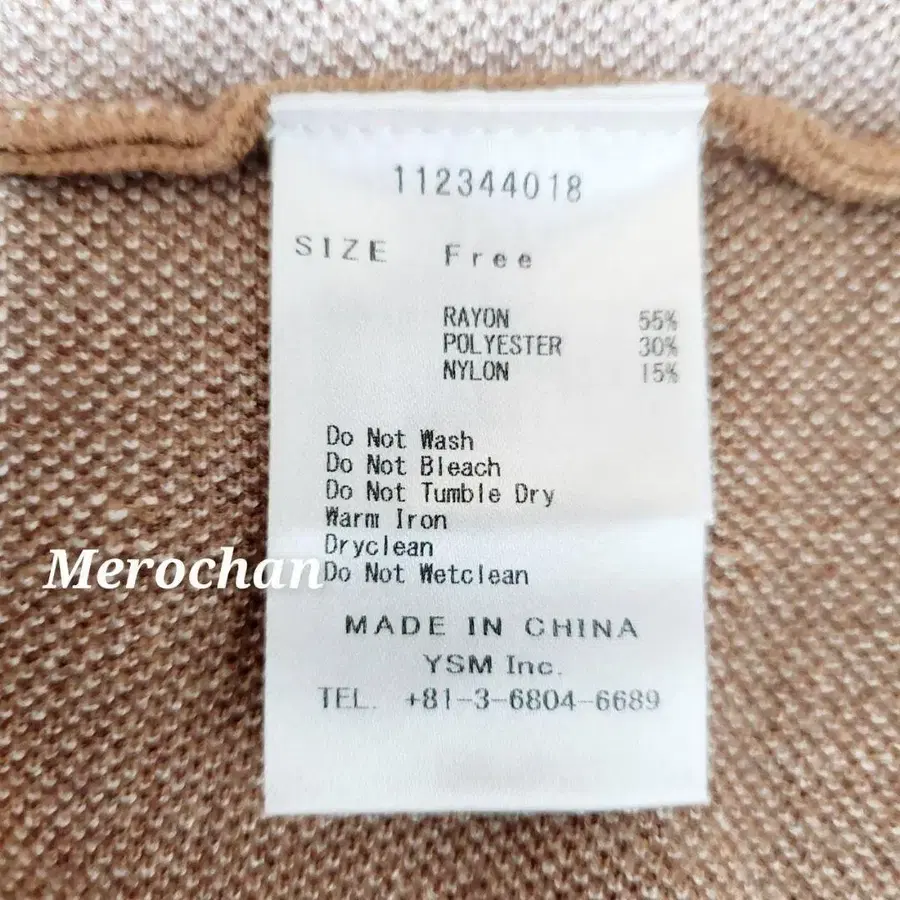 112344018
SIZE Free
RAYON 55%
POLYESTER 30%
NYLON 15%
Do Not Wash
Do Not Bleach
Do Not Tumble Dry
Warm Iron
Dryclean
Merochan
Do Not Wetclean
MADE IN CHINA
YSM Inc.
TEL. +81-3-6804-6689